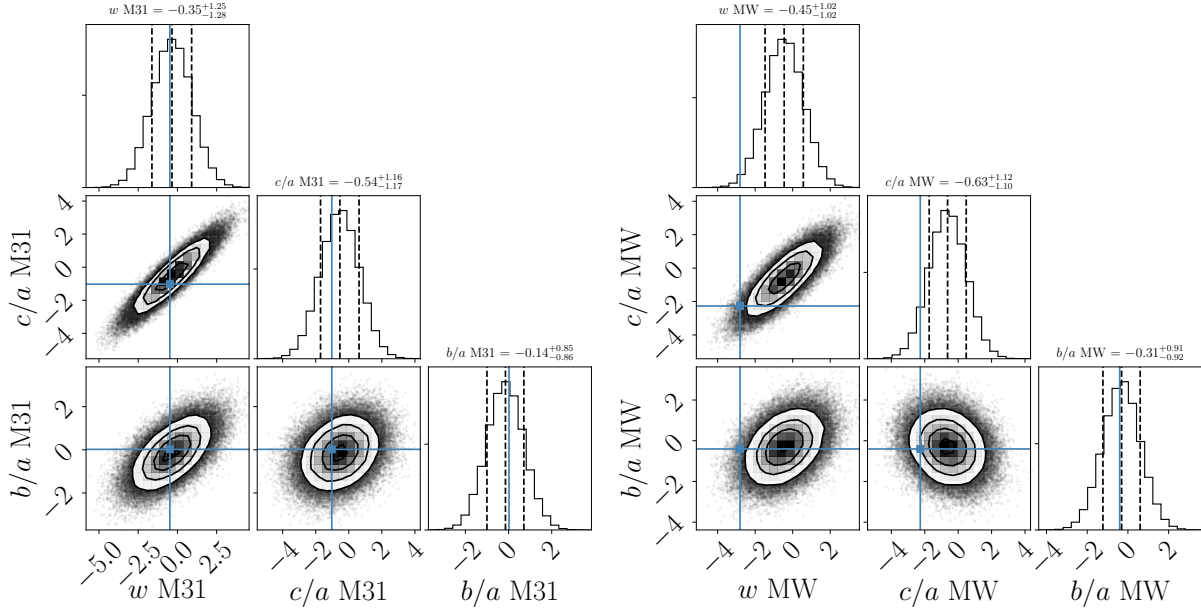 w M31 = −0.35^{+1.25}_{−1.28}
w MW = −0.45^{+1.02}_{−1.02}
c/a M31 = −0.54^{+1.16}_{−1.17}
c/a MW = −0.63^{+1.12}_{−1.10}
4
2
0
−2
−4
c/a M31
4
2
0
−2
−4
c/a MW
b/a M31 = −0.14^{+0.85}_{−0.86}
b/a MW = −0.31^{+0.91}_{−0.92}
2
0
−2
b/a M31
2
0
−2
−4
b/a MW
−5.0 −2.5 0.0 2.5
−4 −2 0 2 4
−2 0 2
−4 −2 0 2
−4 −2 0 2 4
−4 −2 0 2
w M31 c/a M31 b/a M31 w MW c/a MW b/a MW